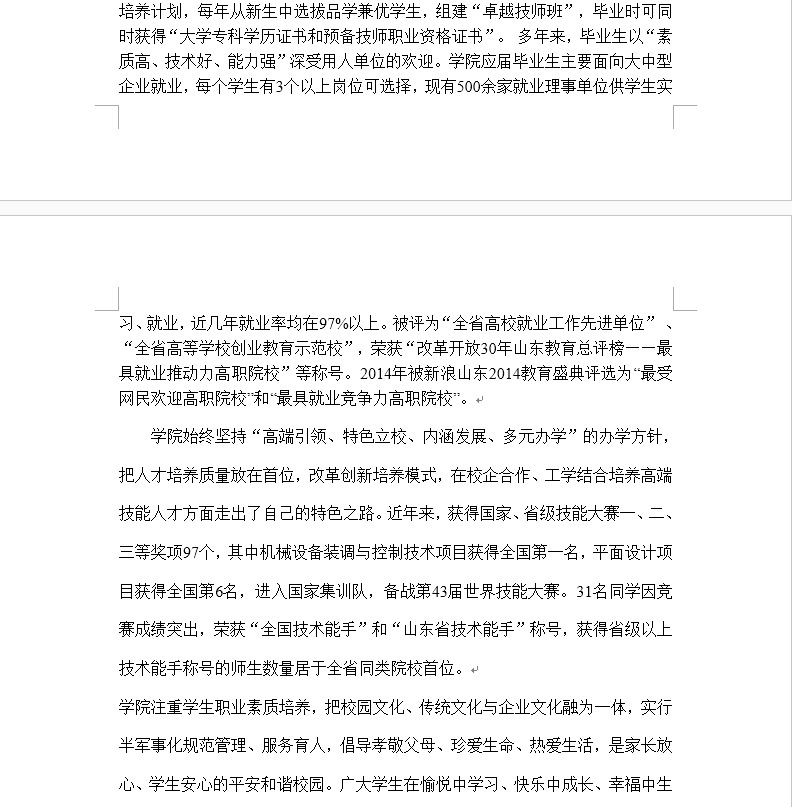 培养计划，每年从新生中选拔品学兼优学生，组建“卓越技师班”，毕业时可同
时获得“大学专科学历证书和预备技师职业资格证书”。 多年来，毕业生以“素
质高、技术好、能力强”深受用人单位的欢迎。学院应届毕业生主要面向大中型
企业就业，每个学生有3个以上岗位可选择，现有500余家就业理事单位供学生实
习、就业，近几年就业率均在97%以上。被评为“全省高校就业工作先进单位” 、
“全省高等学校创业教育示范校”，荣获“改革开放30年山东教育总评榜——最
具就业推动力高职院校”等称号。2014年被新浪山东2014教育盛典评选为“最受
网民欢迎高职院校”和“最具就业竞争力高职院校”。
学院始终坚持“高端引领、特色立校、内涵发展、多元办学”的办学方针，
把人才培养质量放在首位，改革创新培养模式，在校企合作、工学结合培养高端
技能人才方面走出了自己的特色之路。近年来，获得国家、省级技能大赛一、二、
三等奖项97个，其中机械设备装调与控制技术项目获得全国第一名，平面设计项
目获得全国第6名，进入国家集训队，备战第43届世界技能大赛。31名同学因竞
赛成绩突出，荣获“全国技术能手”和“山东省技术能手”称号，获得省级以上
技术能手称号的师生数量居于全省同类院校首位。
学院注重学生职业素质培养，把校园文化、传统文化与企业文化融为一体，实行
半军事化规范管理、服务育人，倡导孝敬父母、珍爱生命、热爱生活，是家长放
心、学生安心的平安和谐校园。广大学生在愉悦中学习、快乐中成长、幸福中生